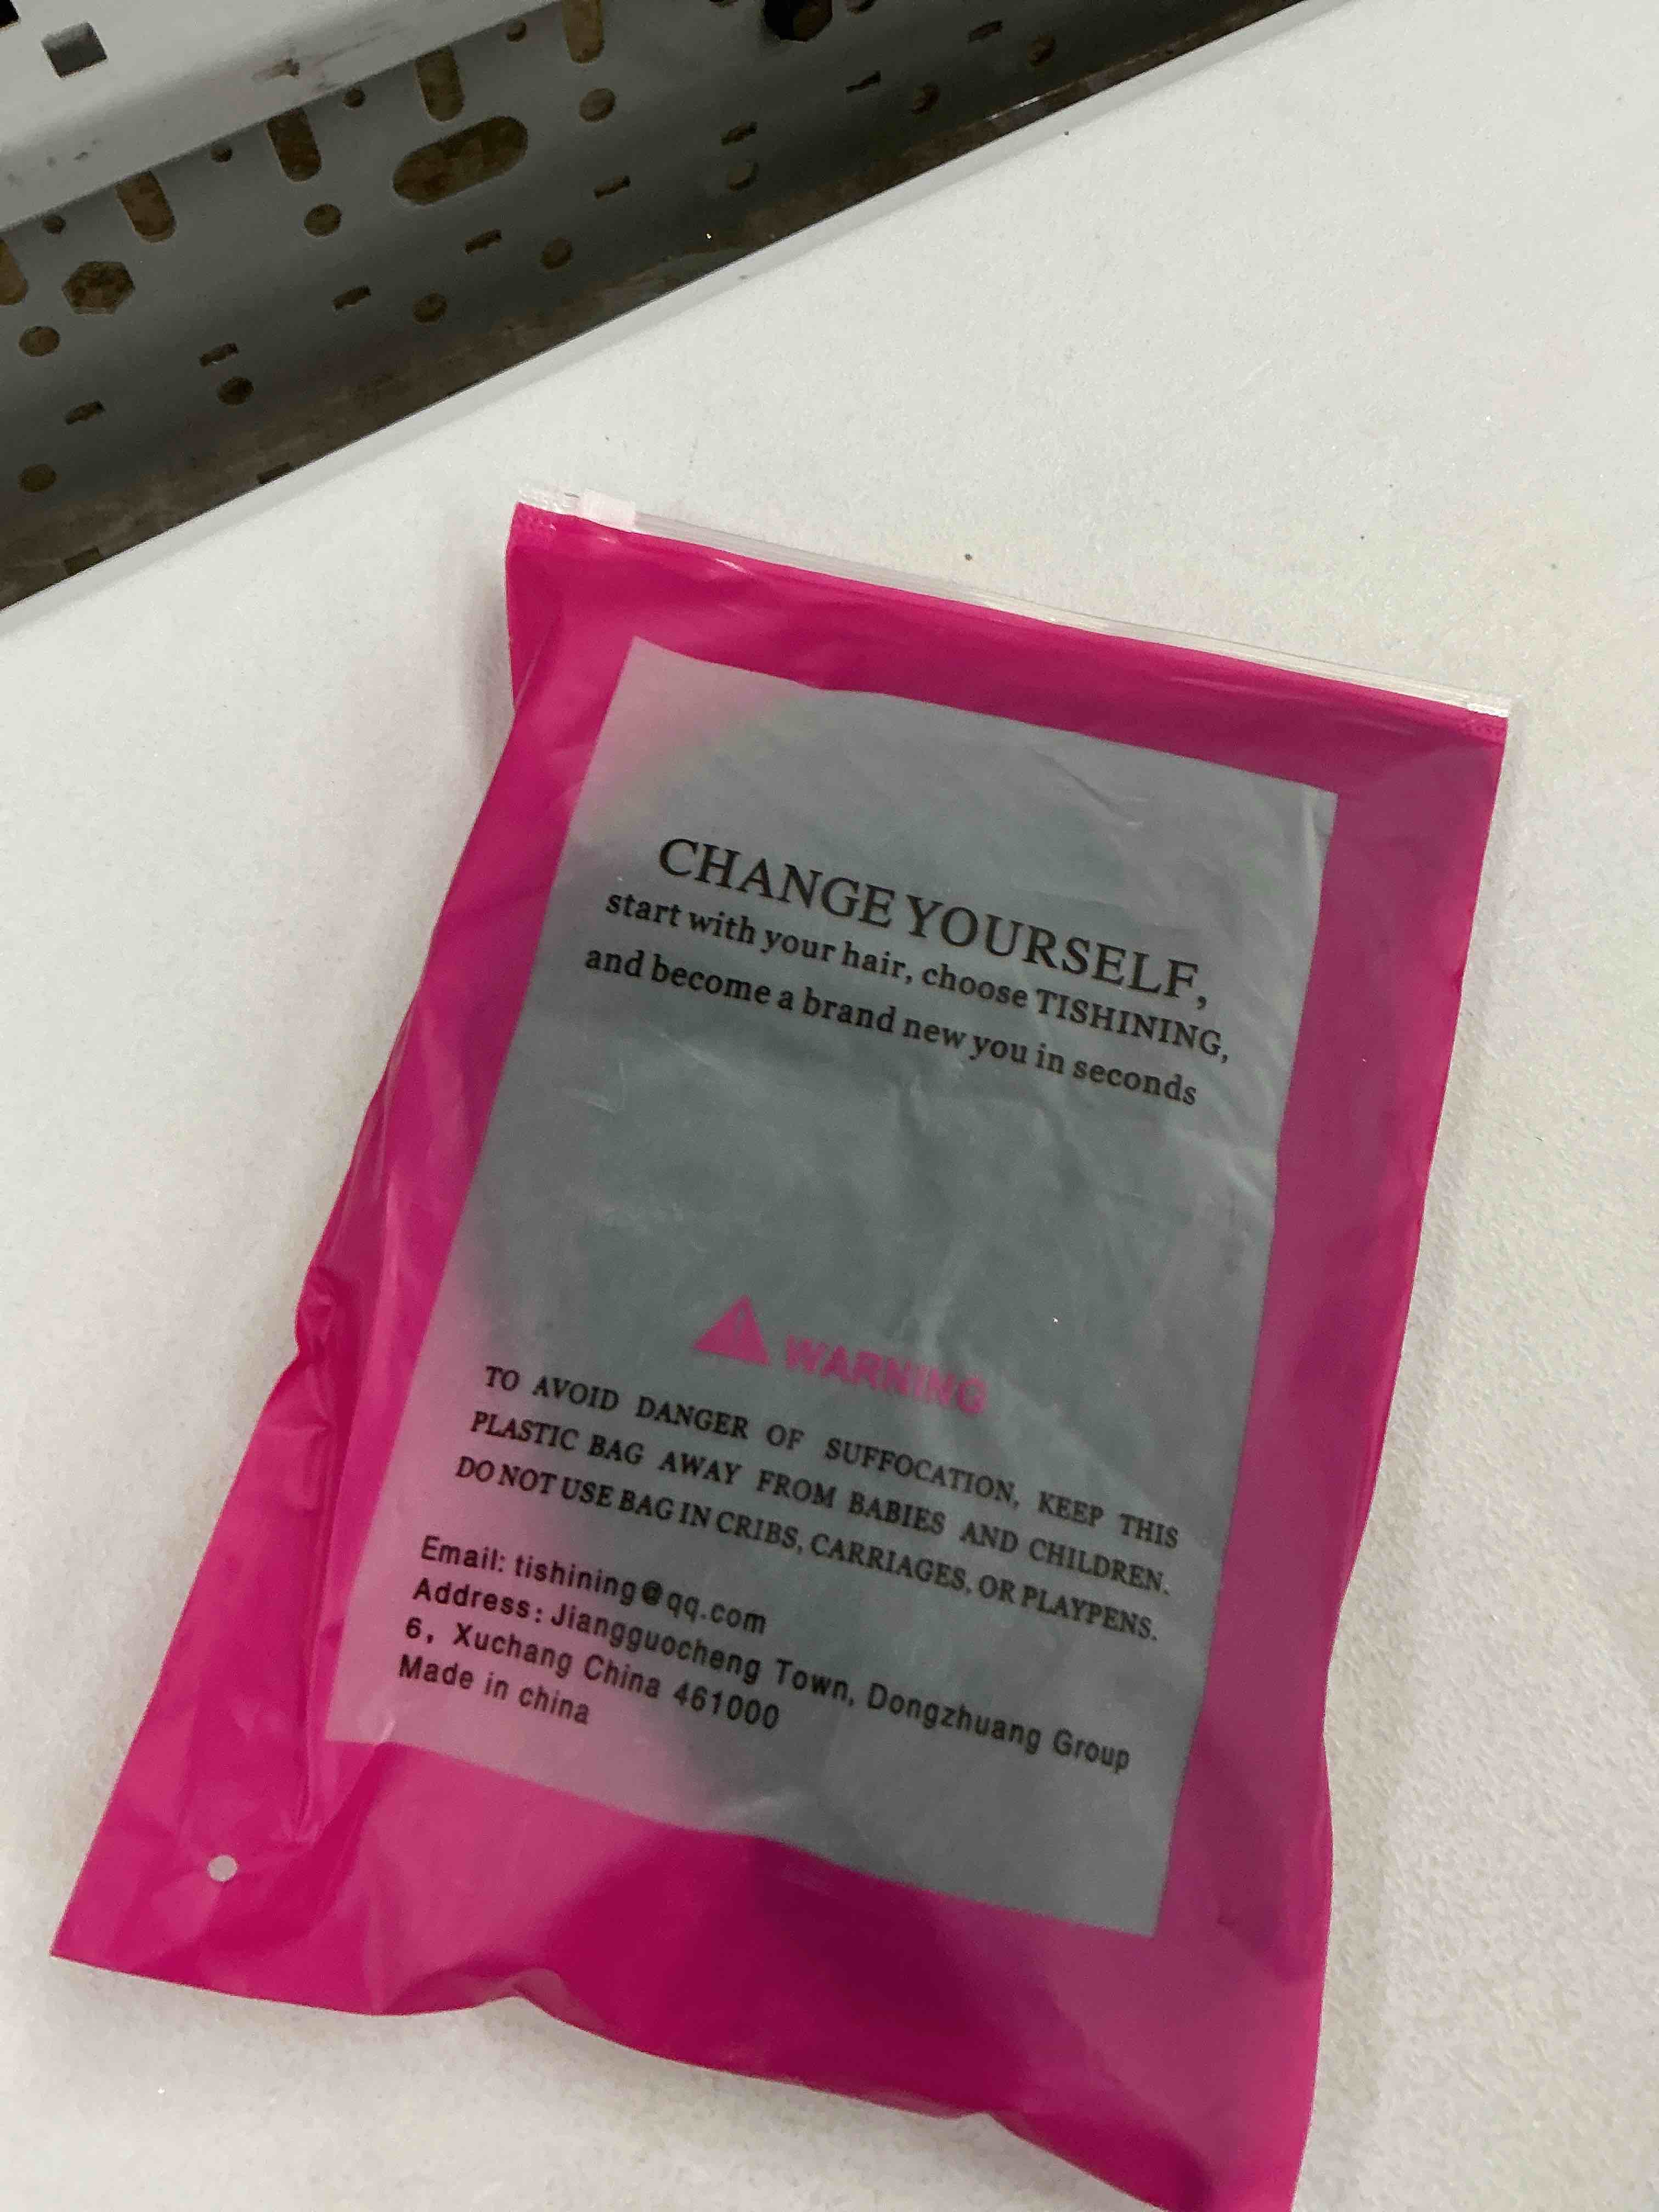 CHANGE YOURSELF,
start with your hair, choose TISHINING,
and become a brand new you in seconds
WARNING
TO AVOID DANGER OF SUFFOCATION, KEEP THIS
PLASTIC BAG AWAY FROM BABIES AND CHILDREN.
DO NOT USE BAG IN CRIBS, CARRIAGES, OR PLAYPENS.
Email: tishining@qq.com
Address: Jiangguocheng Town, Dongzhuang Group
6, Xuchang China 461000
Made in china